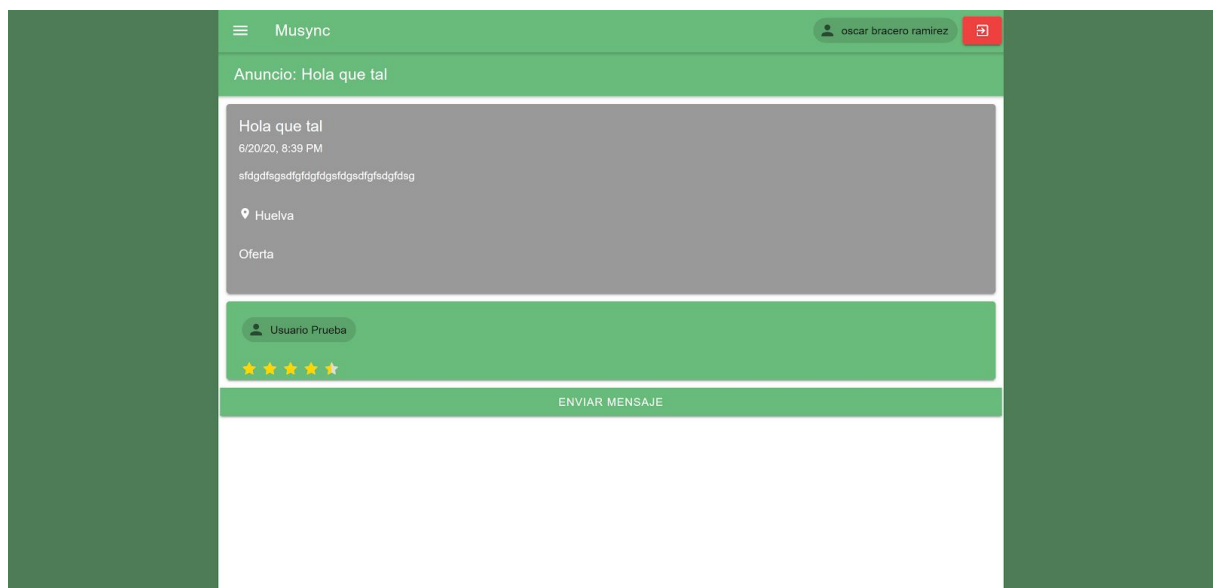 Musync
oscar bracero ramirez
Anuncio: Hola que tal
Hola que tal
6/20/20, 8:39 PM
sfdgdfsgsdfgfdgfdgsfdgsdfgfsdgfdsg
Huelva
Oferta
Usuario Prueba
ENVIAR MENSAJE